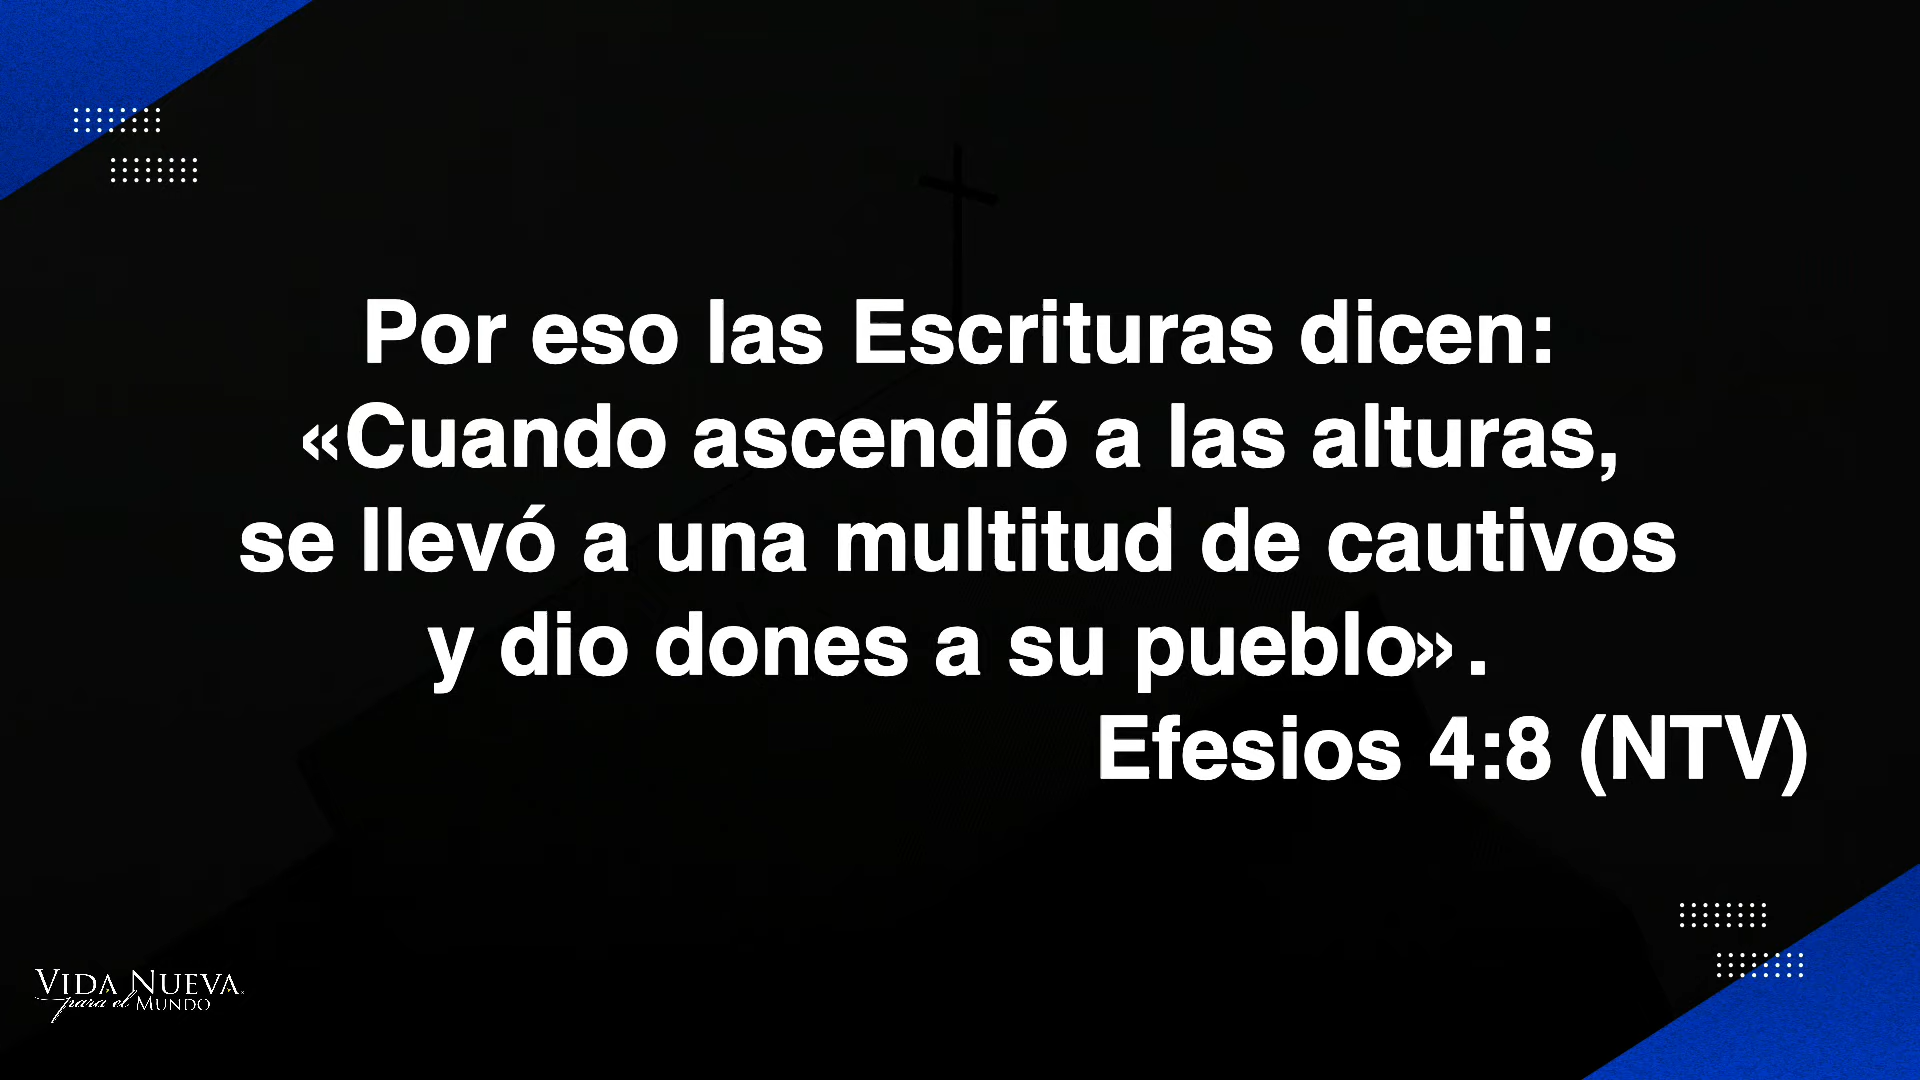 Por eso las Escrituras dicen:
«Cuando ascendió a las alturas,
se llevó a una multitud de cautivos
y dio dones a su pueblo» .
Efesios 4:8 (NTV)
VIDA NUEVA
para el MUNDO